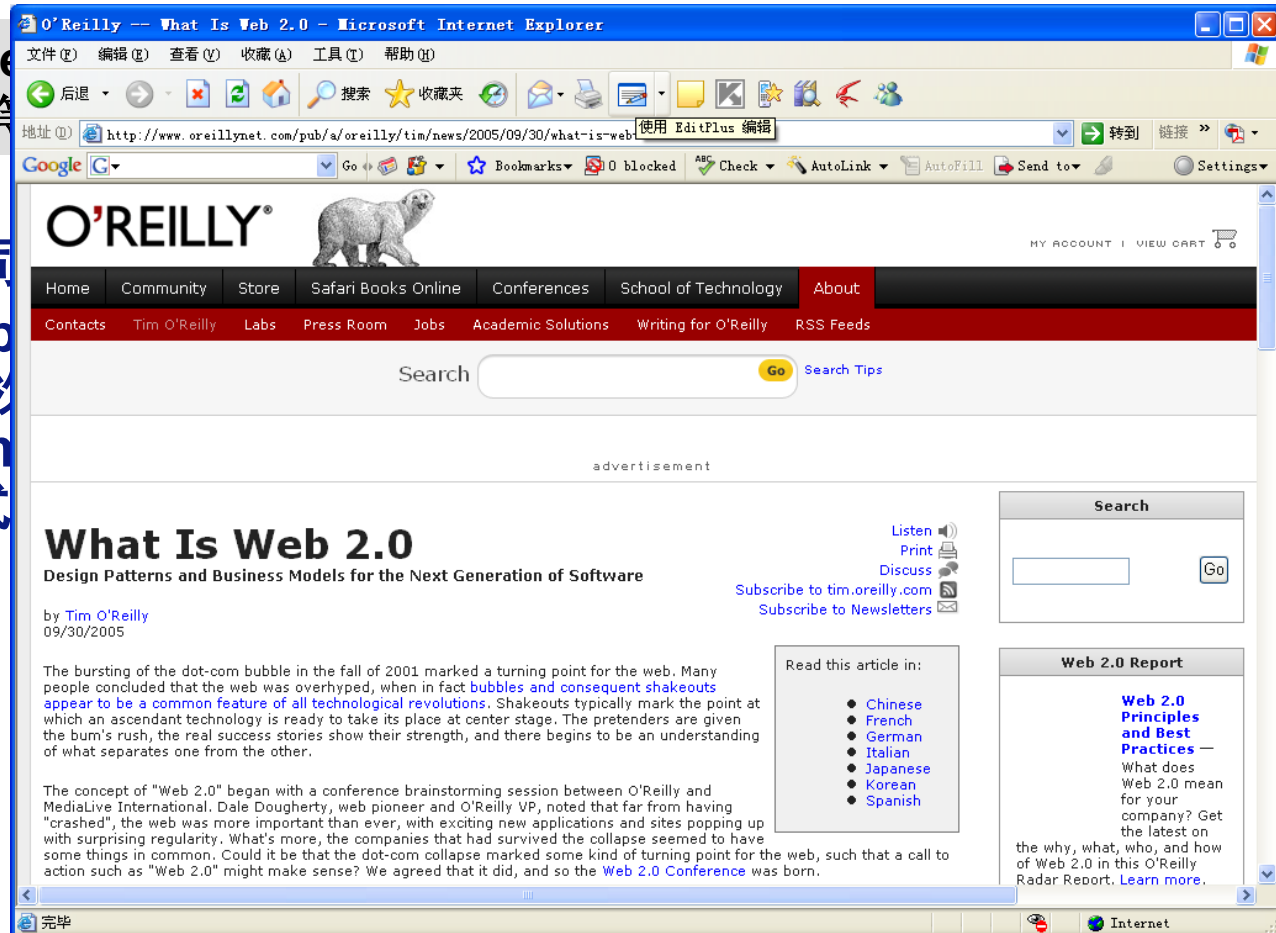 O'Reilly -- What Is Web 2.0 - Microsoft Internet Explorer
文件(F) 编辑(E) 查看(V) 收藏(A) 工具(T) 帮助(H)
后退 搜索 收藏夹
地址(D) http://www.oreillynet.com/pub/a/oreilly/tim/news/2005/09/30/what-is-web 转到 链接 »
使用 EditPlus 编辑
Google G Go Bookmarks 0 blocked ABC Check AutoLink AutoFill Send to Settings
O'REILLY®
MY ACCOUNT | VIEW CART
Home Community Store Safari Books Online Conferences School of Technology About
Contacts Tim O'Reilly Labs Press Room Jobs Academic Solutions Writing for O'Reilly RSS Feeds
Search Go Search Tips
advertisement
What Is Web 2.0
Design Patterns and Business Models for the Next Generation of Software
by Tim O'Reilly
09/30/2005
Listen
Print
Discuss
Subscribe to tim.oreilly.com
Subscribe to Newsletters
The bursting of the dot-com bubble in the fall of 2001 marked a turning point for the web. Many
people concluded that the web was overhyped, when in fact bubbles and consequent shakeouts
appear to be a common feature of all technological revolutions. Shakeouts typically mark the point at
which an ascendant technology is ready to take its place at center stage. The pretenders are given
the bum's rush, the real success stories show their strength, and there begins to be an understanding
of what separates one from the other.
Read this article in:
Chinese
French
German
Italian
Japanese
Korean
Spanish
The concept of "Web 2.0" began with a conference brainstorming session between O'Reilly and
MediaLive International. Dale Dougherty, web pioneer and O'Reilly VP, noted that far from having
"crashed", the web was more important than ever, with exciting new applications and sites popping up
with surprising regularity. What's more, the companies that had survived the collapse seemed to have
some things in common. Could it be that the dot-com collapse marked some kind of turning point for the web, such that a call to
action such as "Web 2.0" might make sense? We agreed that it did, and so the Web 2.0 Conference was born.
Search
Go
Web 2.0 Report
Web 2.0
Principles
and Best
Practices —
What does
Web 2.0 mean
for your
company? Get
the latest on
the why, what, who, and how
of Web 2.0 in this O'Reilly
Radar Report. Learn more.
完毕 Internet